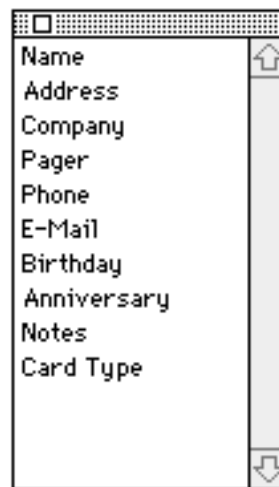 Name
Address
Company
Pager
Phone
E-Mail
Birthday
Anniversary
Notes
Card Type